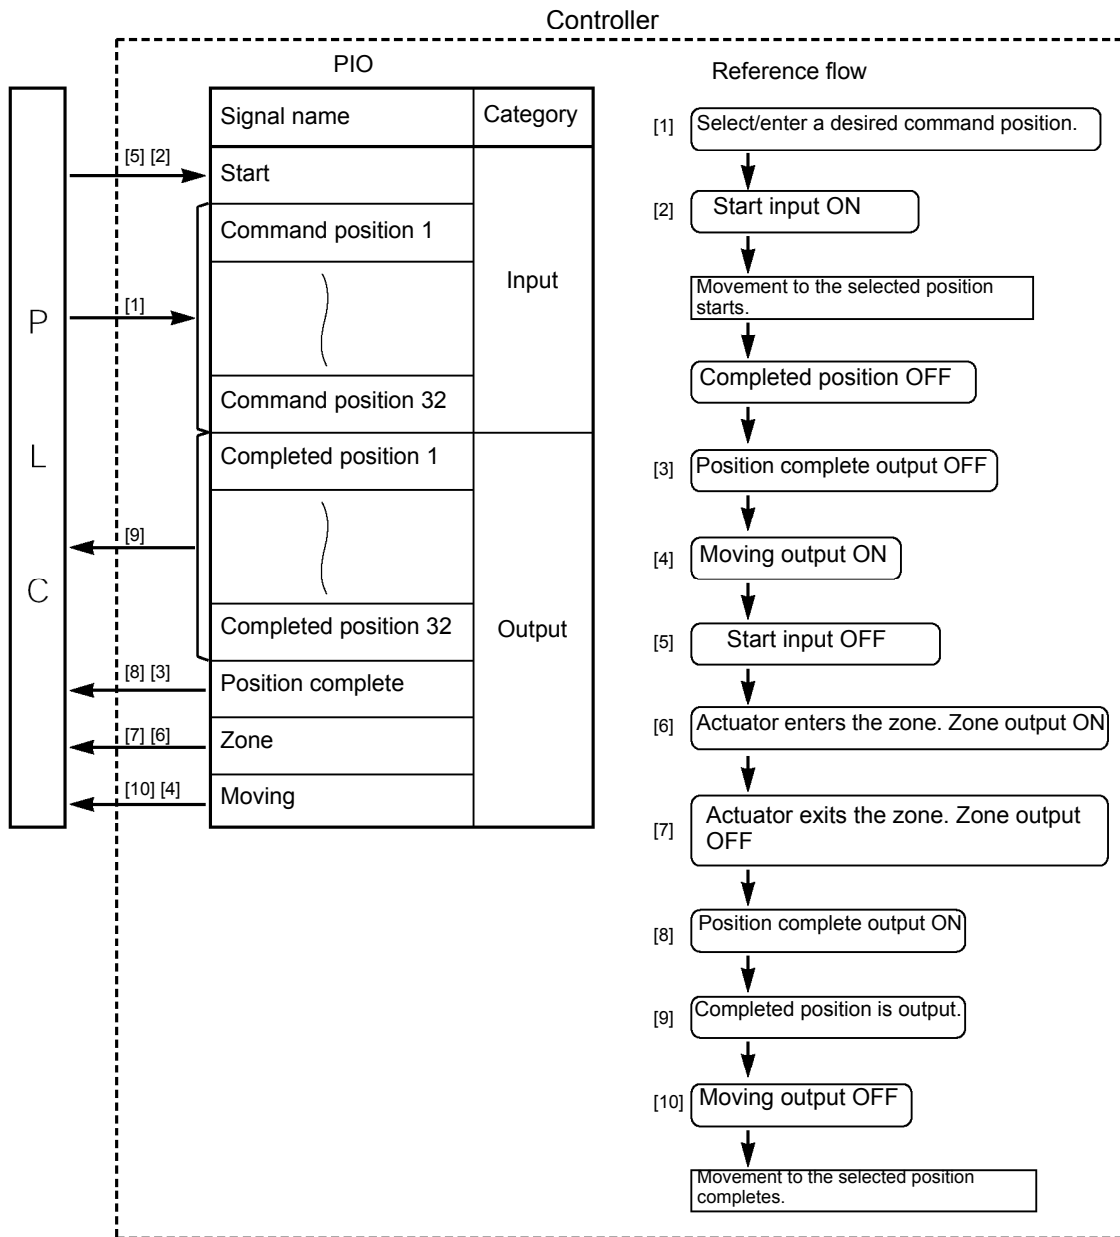 Controller
PIO
Reference flow
P
L
C
Signal name
Category
[5] [2]
Start
Command position 1
[1]
Input
Command position 32
Completed position 1
[9]
Completed position 32
Output
[8] [3]
Position complete
[7] [6]
Zone
[10] [4]
Moving
[1] Select/enter a desired command position.
[2] Start input ON
Movement to the selected position
starts.
Completed position OFF
[3] Position complete output OFF
[4] Moving output ON
[5] Start input OFF
[6] Actuator enters the zone. Zone output ON
[7] Actuator exits the zone. Zone output
OFF
[8] Position complete output ON
[9] Completed position is output.
[10] Moving output OFF
Movement to the selected position
completes.